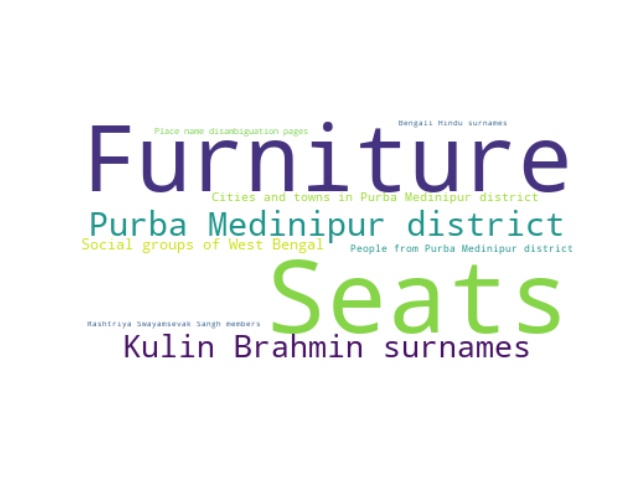 Bengali Hindu surnames
Place name disambiguation pages
Furniture
Cities and towns in Purba Medinipur district
Purba Medinipur district
Social groups of West Bengal
People from Purba Medinipur district
Seats
Rashtriya Swayamsevak Sangh members
Kulin Brahmin surnames